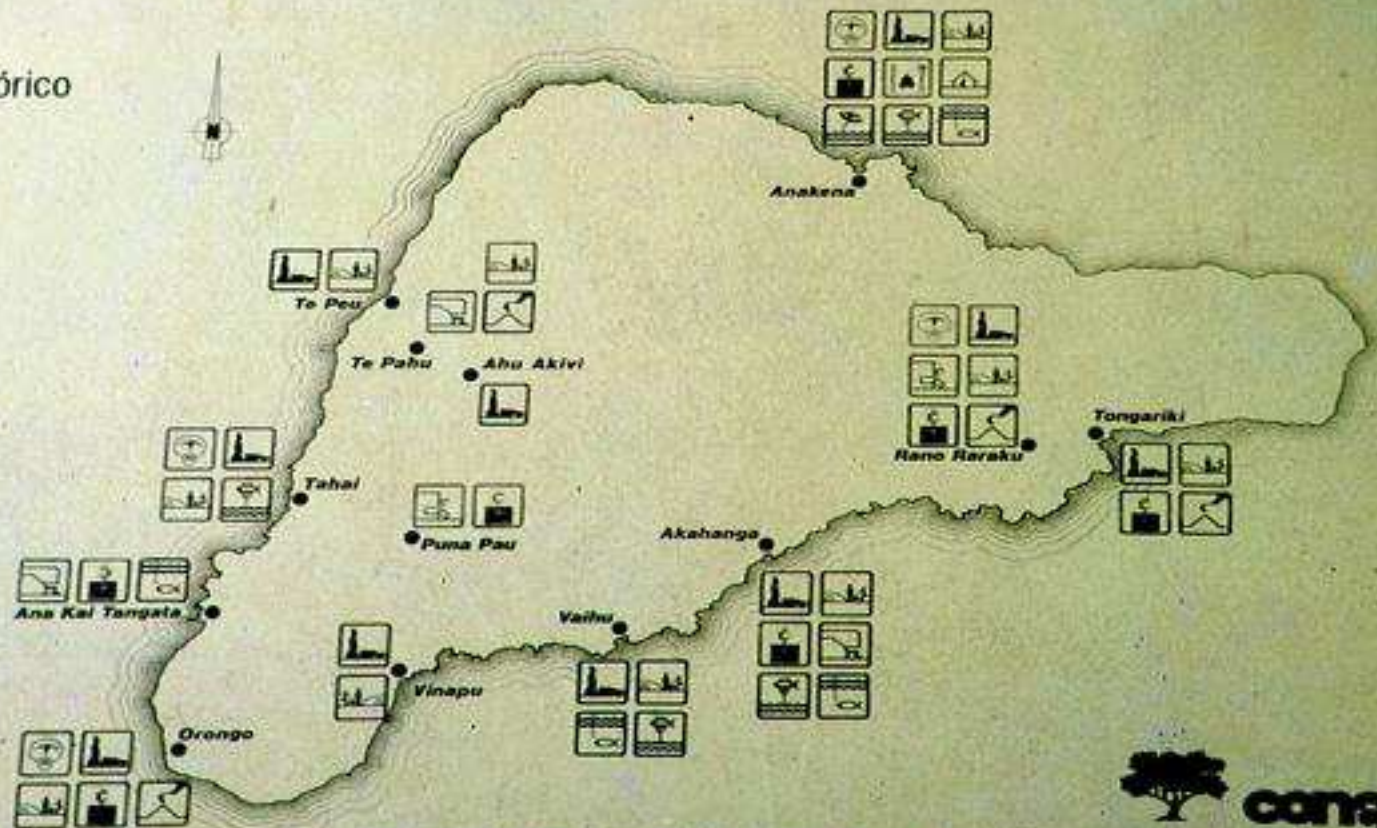 órico
N
Anakena
Te Peu
Te Pahu
Ahu Akivi
Tongariki
Rano Raraku
Tahai
Puna Pau
Akahanga
Ana Kai Tangata
Vaihu
Vinapu
Orongo
cona